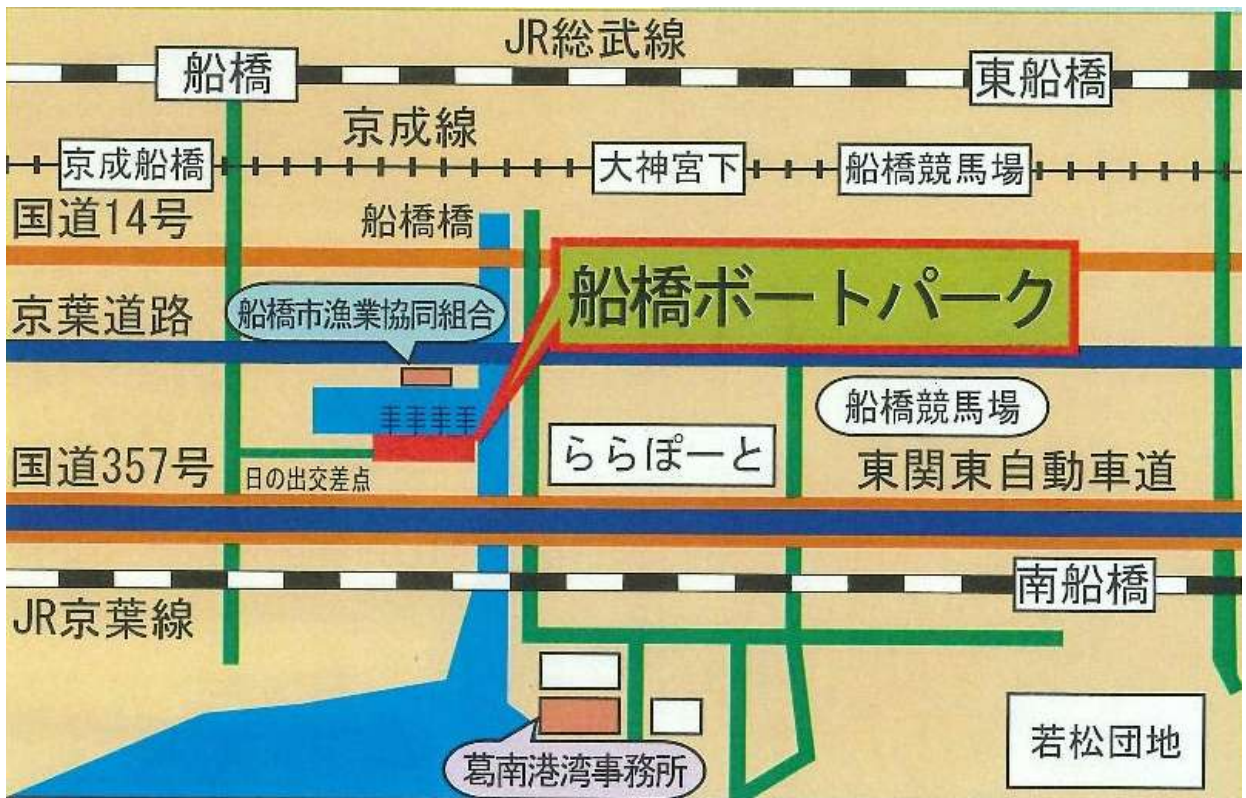 JR総武線
船橋
東船橋
京成線
京成船橋
大神宮下
船橋競馬場
国道14号
船橋橋
船橋ボートパーク
京葉道路
船橋市漁業協同組合
船橋競馬場
ららぽーと
国道357号
日の出交差点
東関東自動車道
南船橋
JR京葉線
若松団地
葛南港湾事務所